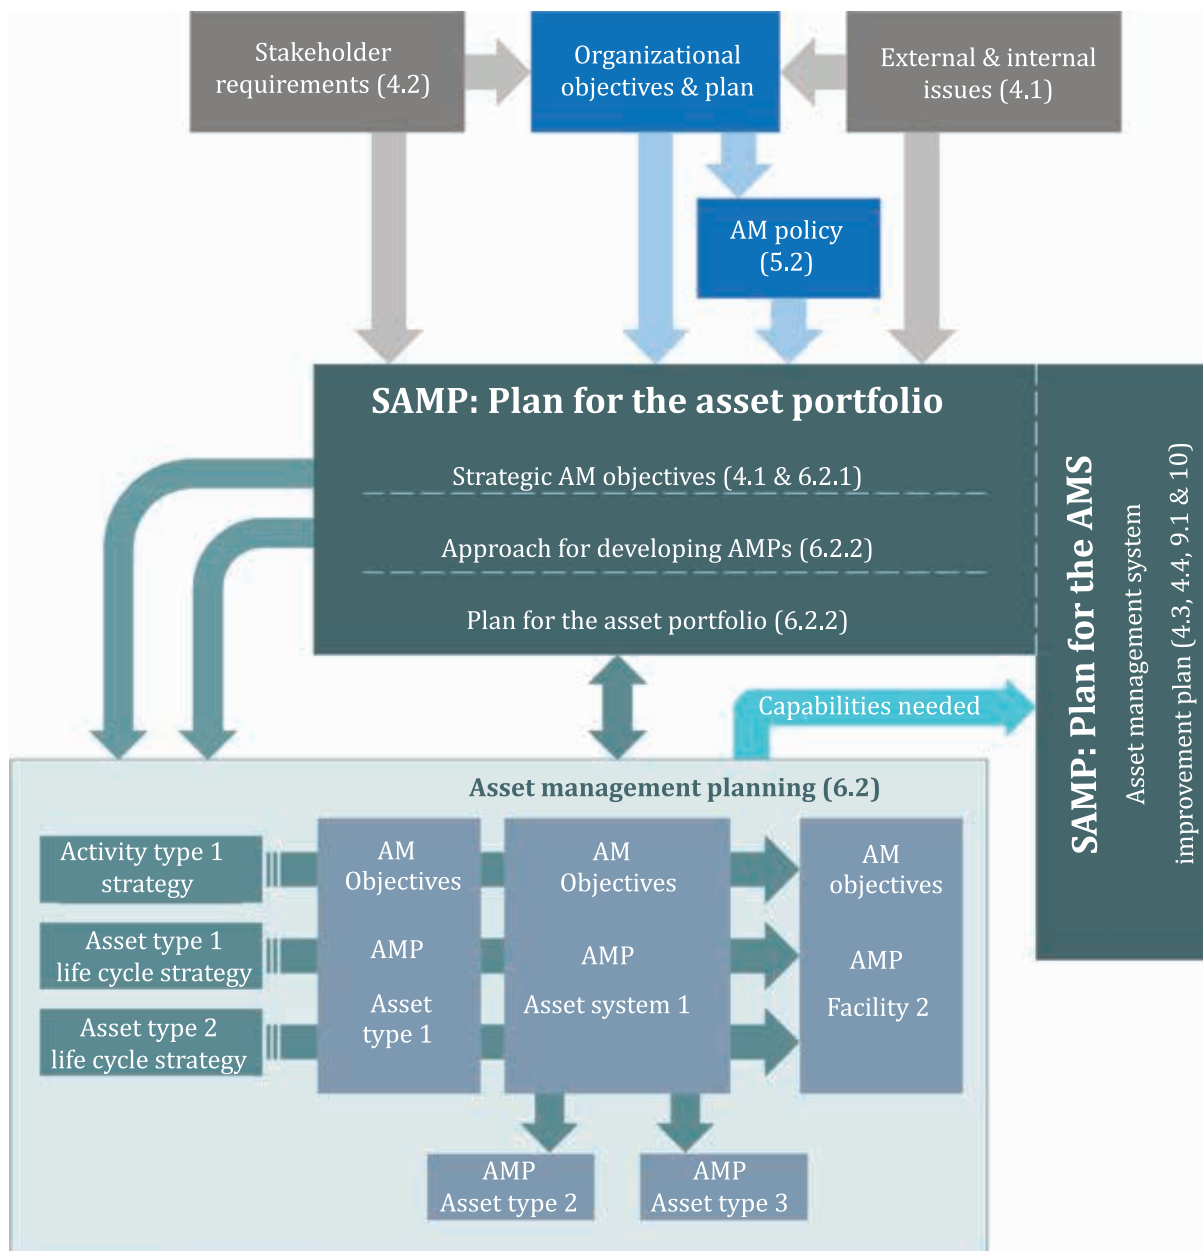 Stakeholder
requirements (4.2)
Organizational
objectives & plan
External & internal
issues (4.1)
AM policy
(5.2)
SAMP: Plan for the asset portfolio
Strategic AM objectives (4.1 & 6.2.1)
Approach for developing AMPs (6.2.2)
Plan for the asset portfolio (6.2.2)
SAMP: Plan for the AMS
Asset management system
improvement plan (4.3, 4.4, 9.1 & 10)
Capabilities needed
Asset management planning (6.2)
Activity type 1
strategy
Asset type 1
life cycle strategy
Asset type 2
life cycle strategy
AM
Objectives
AMP
Asset
type 1
AM
Objectives
AMP
Asset system 1
AM
objectives
AMP
Facility 2
AMP
Asset type 2
AMP
Asset type 3